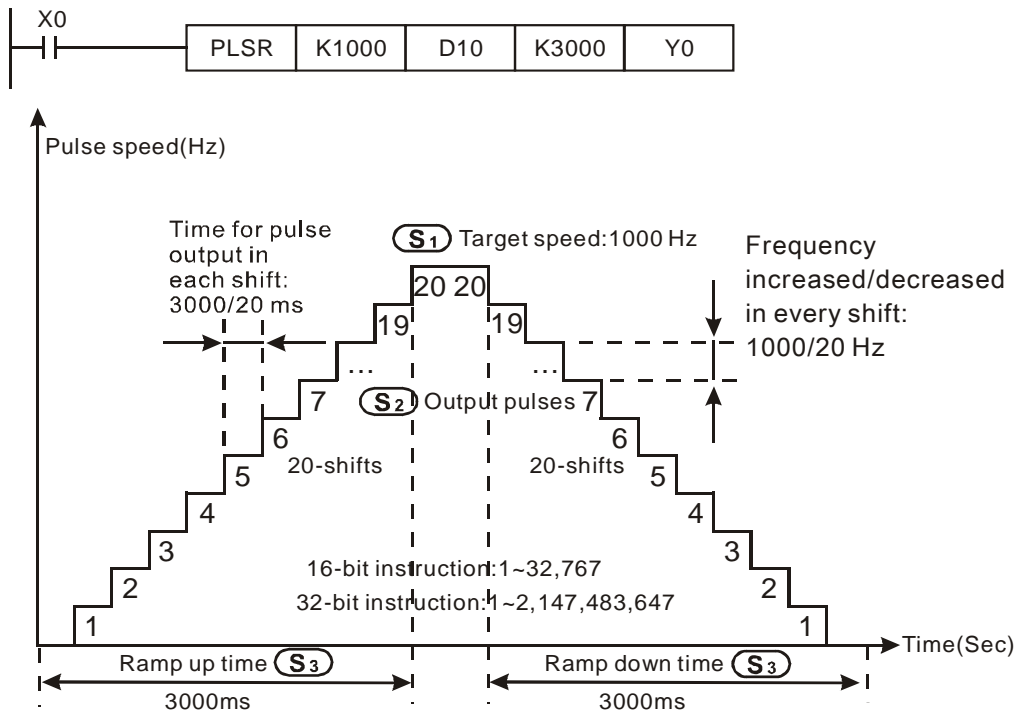 X0
PLSR K1000 D10 K3000 Y0
Pulse speed(Hz)
Time for pulse
output in
each shift:
3000/20 ms
S1 Target speed:1000 Hz
Frequency
increased/decreased
in every shift:
1000/20 Hz
20 20
19 19
... ...
S2 Output pulses
7 7
6 6
20-shifts 20-shifts
5 5
4 4
3 3
16-bit instruction:1~32,767
2 2
32-bit instruction:1~2,147,483,647
1 1
Time(Sec)
Ramp up time S3 Ramp down time S3
3000ms 3000ms